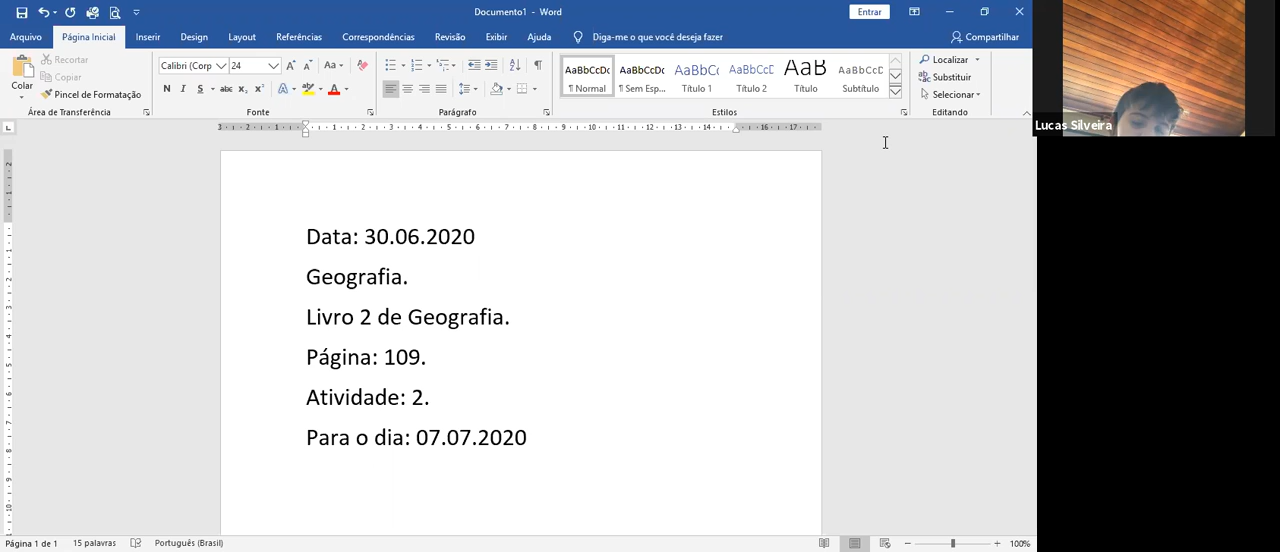 Documento1 - Word
Entrar
Arquivo Página Inicial Inserir Design Layout Referências Correspondências Revisão Exibir Ajuda Diga-me o que você deseja fazer Compartilhar
Colar
Recortar
Copiar
Pincel de Formatação
Área de Transferência
Calibri (Corp 24
N I S abc x₂ x²
Fonte
Parágrafo
AaBbCcDc AaBbCcDc AaBbCc AaBbCcD AaB AaBbCcD
¶ Normal ¶ Sem Esp... Título 1 Título 2 Título Subtítulo
Estilos
Localizar
Substituir
Selecionar
Editando
Lucas Silveira
Data: 30.06.2020
Geografia.
Livro 2 de Geografia.
Página: 109.
Atividade: 2.
Para o dia: 07.07.2020
Página 1 de 1 15 palavras Português (Brasil) 100%